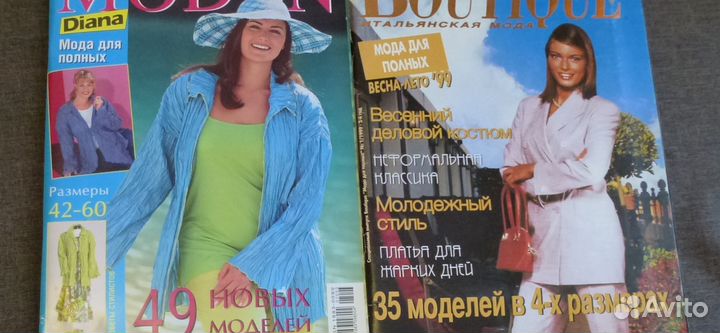 MODEN
Diana
Мода для
полных
Размеры
42-60
49 НОВЫХ
МОДЕЛЕЙ
BOUTIQUE
ИТАЛЬЯНСКАЯ МОДА
МОДА ДЛЯ
ПОЛНЫХ
ВЕСНА-ЛЕТО '99
Весенний
деловой костюм
НЕФОРМАЛЬНАЯ
КЛАССИКА
Молодежный
стиль
ПЛАТЬЯ ДЛЯ
ЖАРКИХ ДНЕЙ
35 моделей в 4-х размерах
Avito